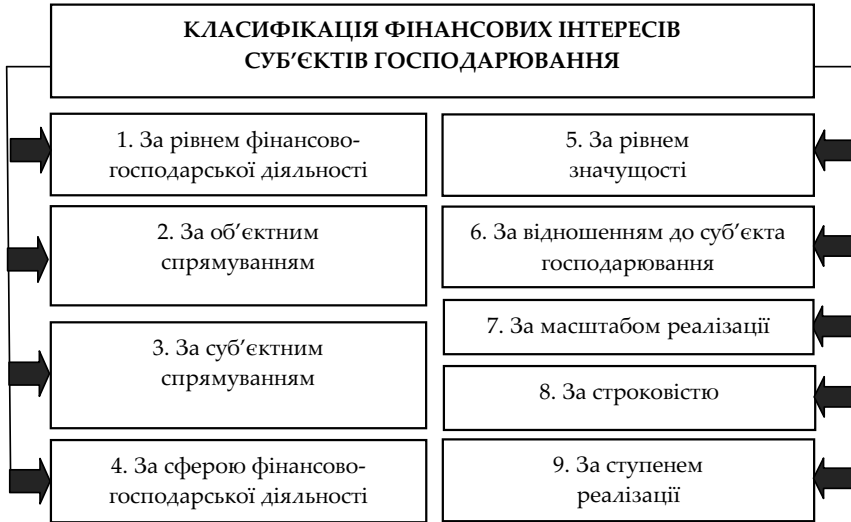 КЛАСИФІКАЦІЯ ФІНАНСОВИХ ІНТЕРЕСІВ
СУБ’ЄКТІВ ГОСПОДАРЮВАННЯ
1. За рівнем фінансово-
господарської діяльності
2. За об’єктним
спрямуванням
3. За суб’єктним
спрямуванням
4. За сферою фінансово-
господарської діяльності
5. За рівнем
значущості
6. За відношенням до суб’єкта
господарювання
7. За масштабом реалізації
8. За строковістю
9. За ступенем
реалізації